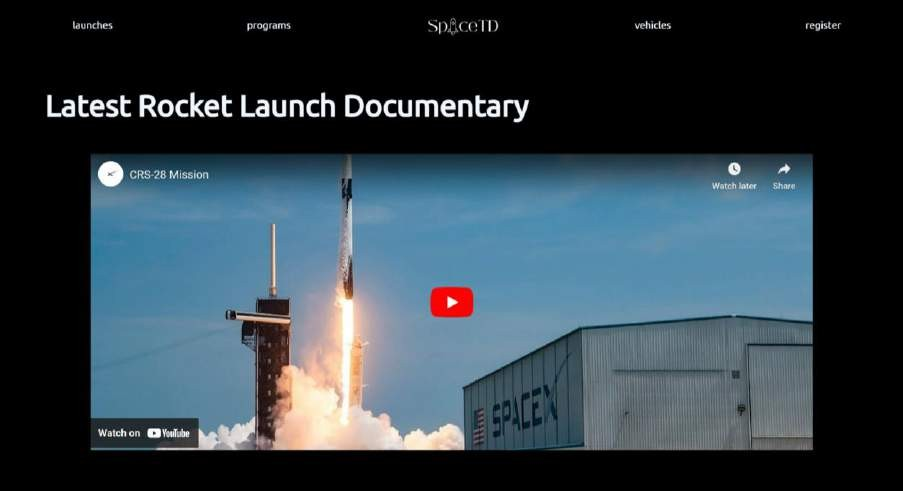 launches programs SpaceTD vehicles register
Latest Rocket Launch Documentary
CRS-28 Mission
Watch later Share
SPACEX
Watch on YouTube